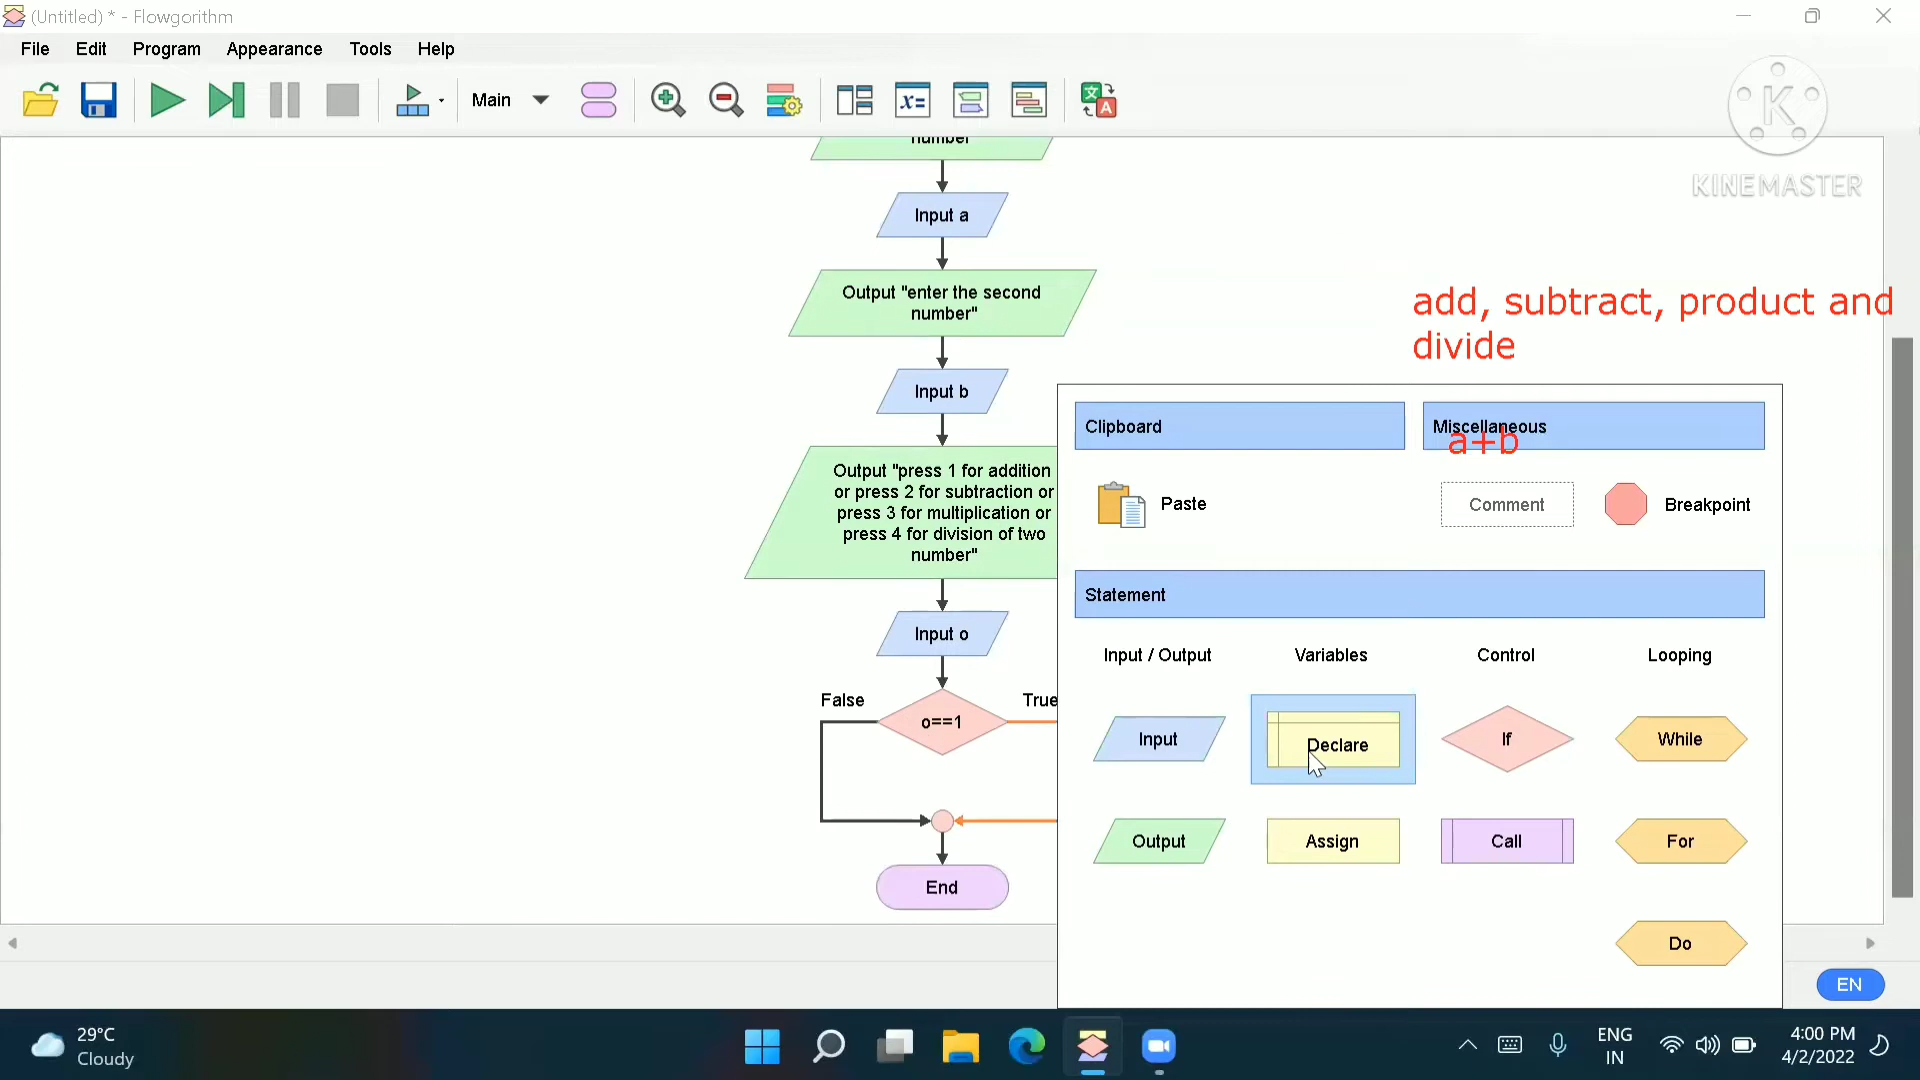 (Untitled) * - Flowgorithm
File Edit Program Appearance Tools Help
Main
x=
文 A
K
KINEMASTER
number
Input a
Output "enter the second
number"
Input b
Output "press 1 for addition
or press 2 for subtraction or
press 3 for multiplication or
press 4 for division of two
number"
Input o
False
True
o==1
End
add, subtract, product and
divide
Clipboard
Miscellaneous
a+b
Paste
Comment
Breakpoint
Statement
Input / Output
Variables
Control
Looping
Input
Declare
If
While
Output
Assign
Call
For
Do
EN
29°C
Cloudy
ENG
IN
4:00 PM
4/2/2022